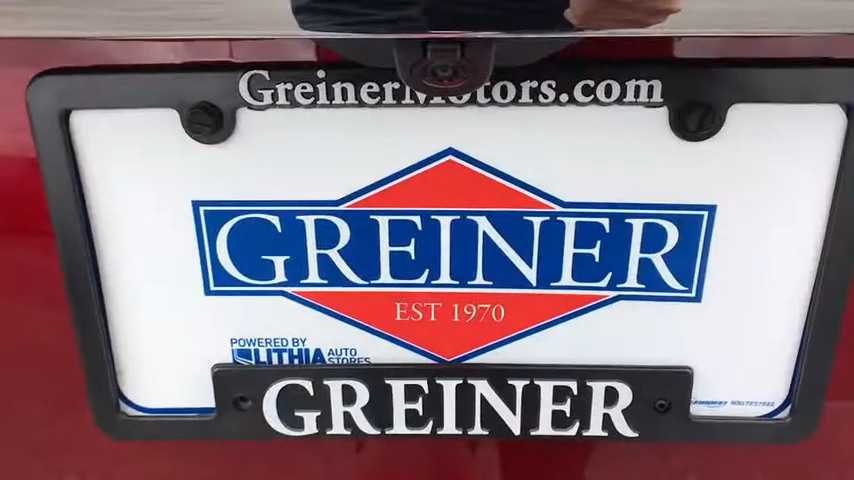 GreinerMotors.com
GREINER
EST 1970
POWERED BY
LITHIA AUTO STORES
GREINER